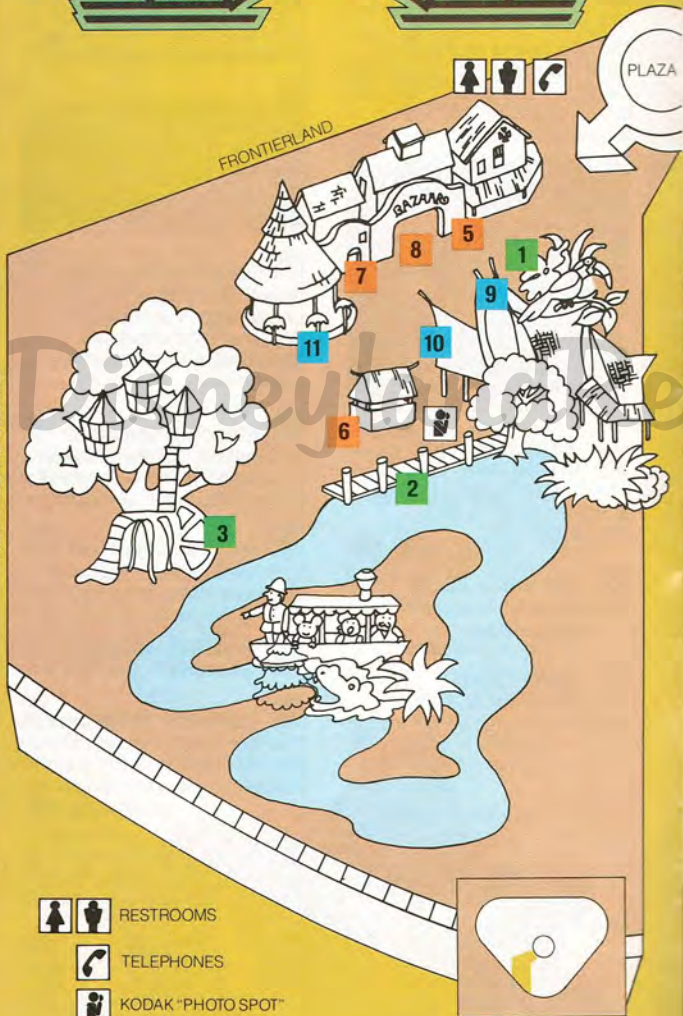 PLAZA
FRONTIERLAND
BAZAAR
5
8
1
7
9
11
10
6
2
3
RESTROOMS
TELEPHONES
KODAK "PHOTO SPOT"